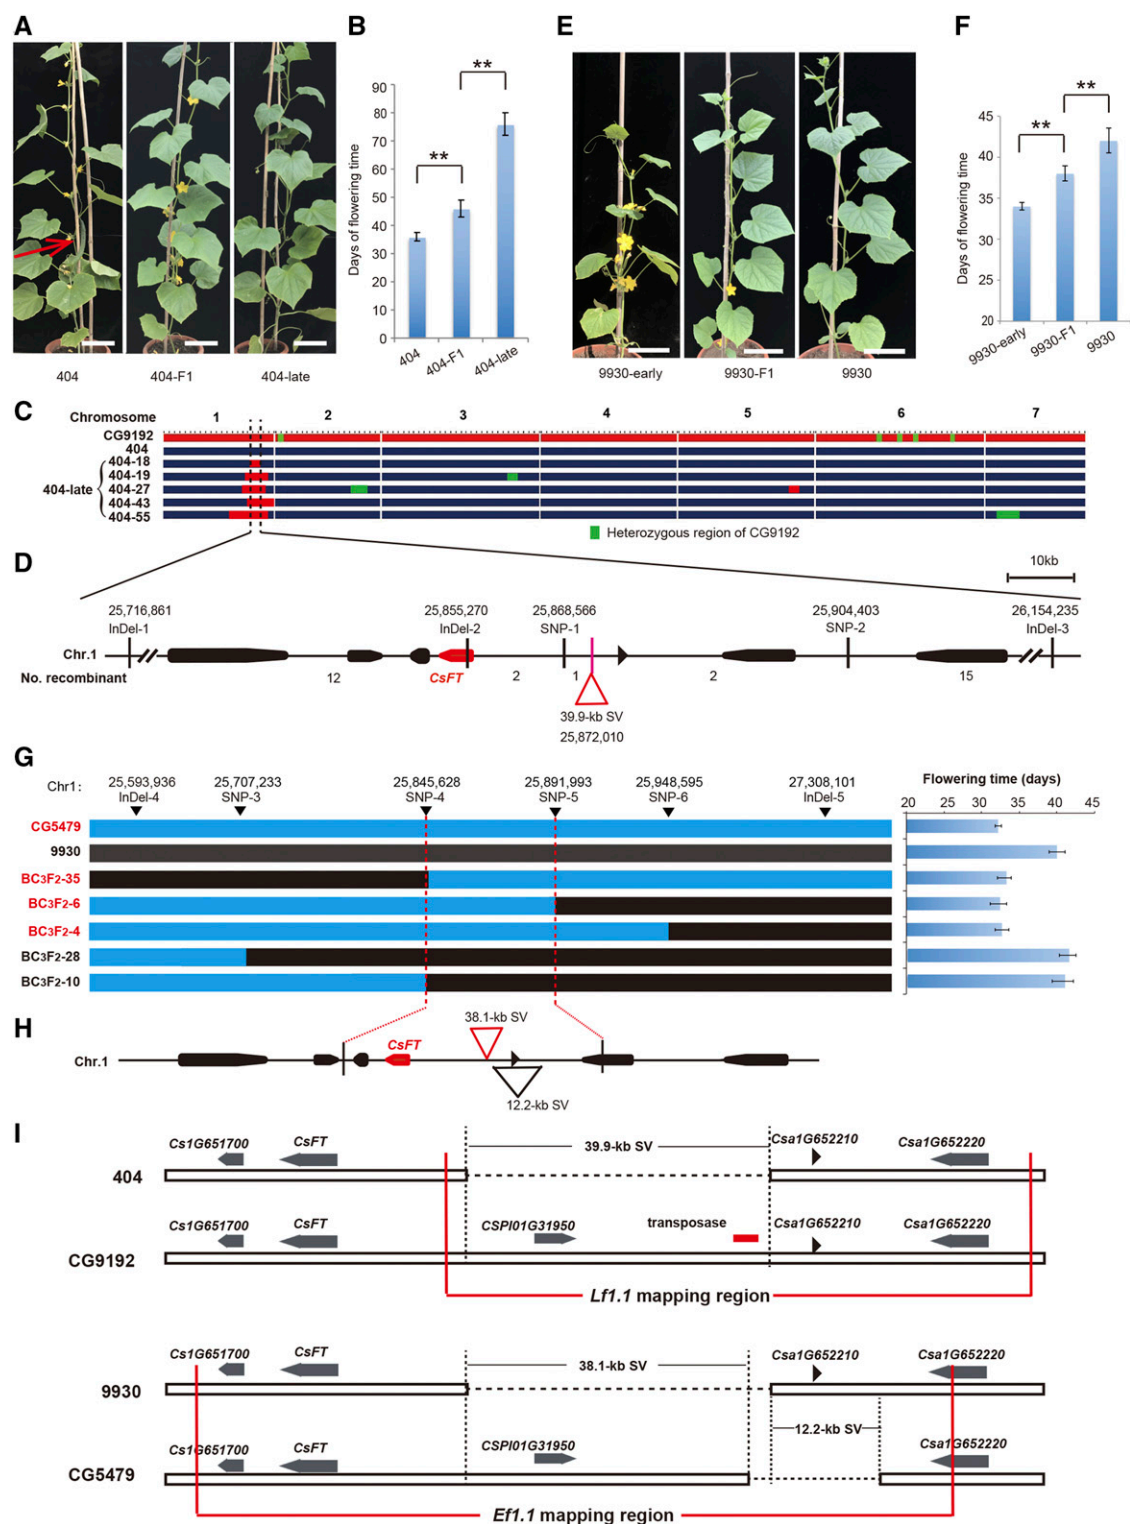 A
404
404-F1
404-late
B
**
**
Days of flowering time
90
80
70
60
50
40
30
20
10
0
404
404-F1
404-late
E
9930-early
9930-F1
9930
F
**
**
Days of flowering time
45
40
35
30
25
20
9930-early
9930-F1
9930
C
Chromosome 1 2 3 4 5 6 7
CG9192
404
404-late
404-18
404-19
404-27
404-43
404-55
Heterozygous region of CG9192
D
10kb
25,716,861 25,855,270 25,868,566 25,904,403 26,154,235
InDel-1 InDel-2 SNP-1 SNP-2 InDel-3
Chr.1
No. recombinant 12 CsFT 2 1 2 15
39.9-kb SV
25,872,010
G
Chr1: 25,593,936 25,707,233 25,845,628 25,891,993 25,948,595 27,308,101
InDel-4 SNP-3 SNP-4 SNP-5 SNP-6 InDel-5
Flowering time (days)
20 25 30 35 40 45
CG5479
9930
BC3F2-35
BC3F2-6
BC3F2-4
BC3F2-28
BC3F2-10
H
38.1-kb SV
CsFT
Chr.1
12.2-kb SV
I
Cs1G651700 CsFT 39.9-kb SV Csa1G652210 Csa1G652220
404
Cs1G651700 CsFT CSPI01G31950 transposase Csa1G652210 Csa1G652220
CG9192
Lf1.1 mapping region
Cs1G651700 CsFT 38.1-kb SV Csa1G652210 Csa1G652220
9930
12.2-kb SV
Cs1G651700 CsFT CSPI01G31950 Csa1G652220
CG5479
Ef1.1 mapping region